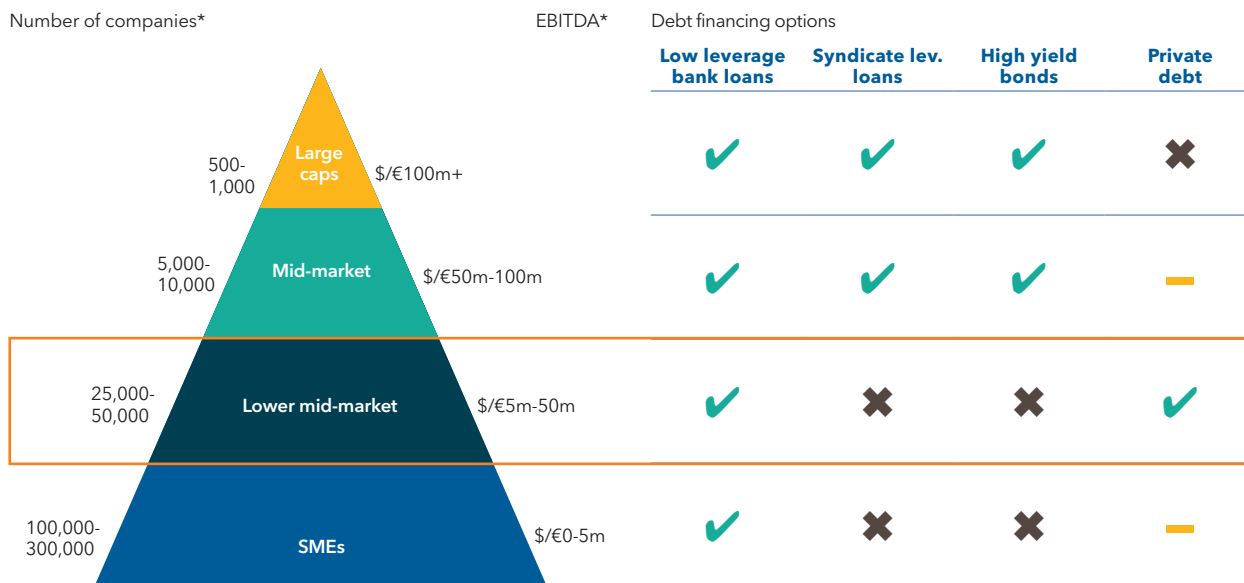 Number of companies*
EBITDA*
Debt financing options
Low leverage
bank loans
Syndicate lev.
loans
High yield
bonds
Private
debt
500-
1,000
Large
caps
$/€100m+
5,000-
10,000
Mid-market
$/€50m-100m
25,000-
50,000
Lower mid-market
$/€5m-50m
100,000-
300,000
SMEs
$/€0-5m